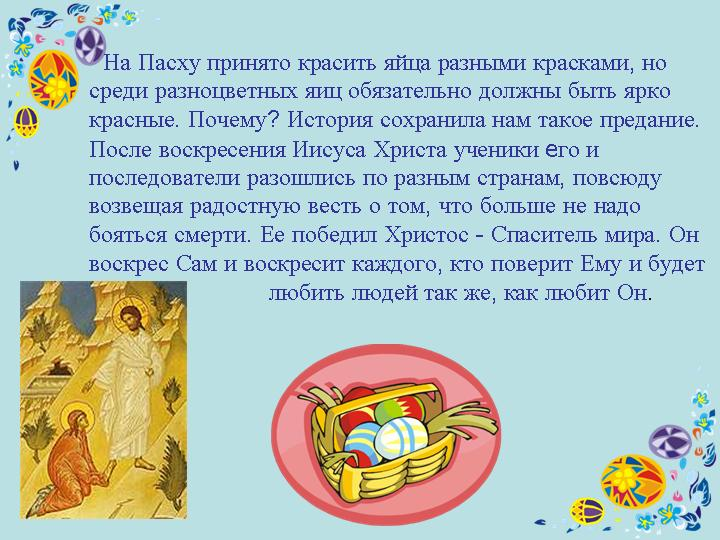 На Пасху принято красить яйца разными красками, но
среди разноцветных яиц обязательно должны быть ярко
красные. Почему? История сохранила нам такое предание.
После воскресения Иисуса Христа ученики его и
последователи разошлись по разным странам, повсюду
возвещая радостную весть о том, что больше не надо
бояться смерти. Ее победил Христос - Спаситель мира. Он
воскрес Сам и воскресит каждого, кто поверит Ему и будет
любить людей так же, как любит Он.